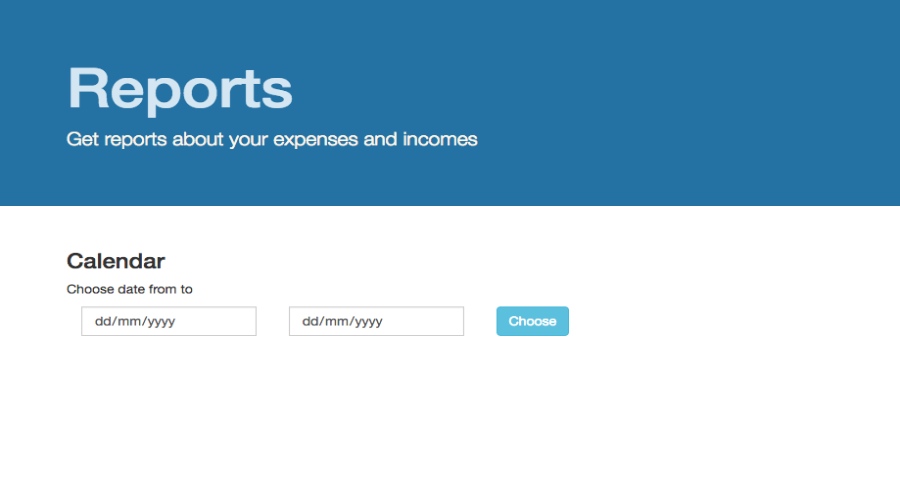 Reports
Get reports about your expenses and incomes
Calendar
Choose date from to
dd/mm/yyyy dd/mm/yyyy Choose